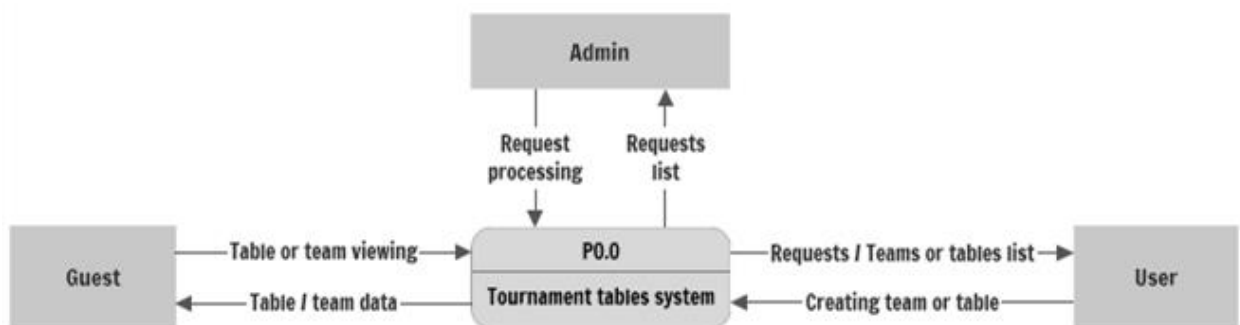 Admin
Request
processing
Requests
list
Guest
Table or team viewing
Table / team data
P0.0
Tournament tables system
Requests / Teams or tables list
Creating team or table
User